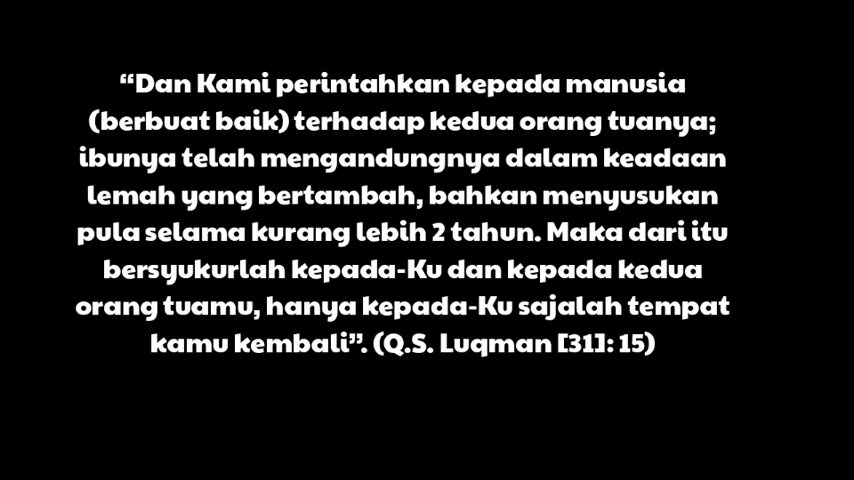 “Dan Kami perintahkan kepada manusia
(berbuat baik) terhadap kedua orang tuanya;
ibunya telah mengandungnya dalam keadaan
lemah yang bertambah, bahkan menyusukan
pula selama kurang lebih 2 tahun. Maka dari itu
bersyukurlah kepada-Ku dan kepada kedua
orang tuamu, hanya kepada-Ku sajalah tempat
kamu kembali”. (Q.S. Luqman [31]: 15)